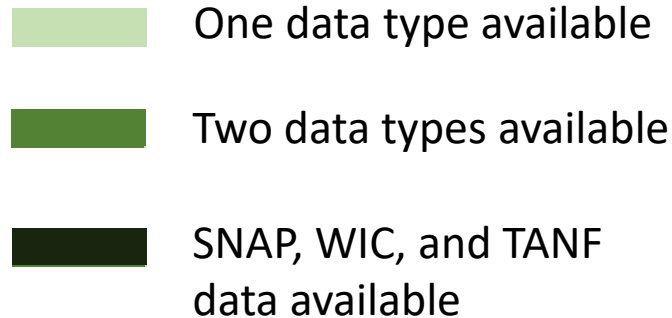 One data type available
Two data types available
SNAP, WIC, and TANF
data available